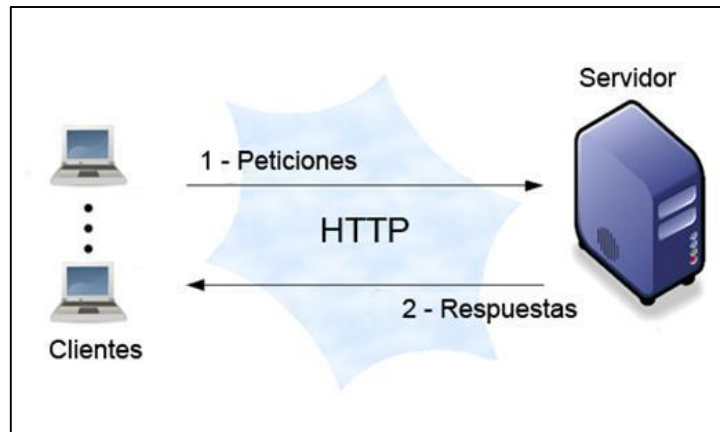 Servidor
1 - Peticiones
HTTP
2 - Respuestas
Clientes